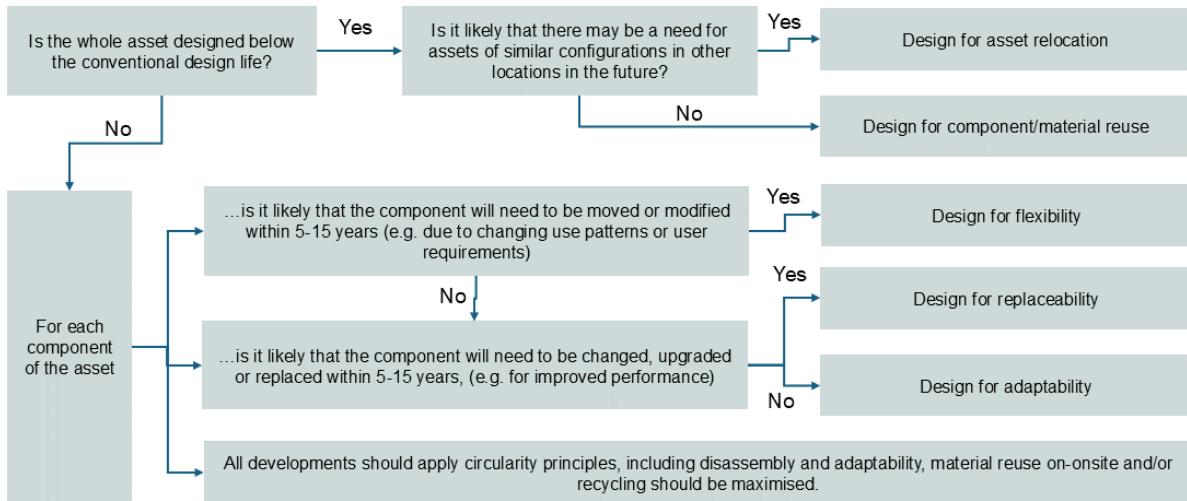 Is the whole asset designed below
the conventional design life?
Yes
Is it likely that there may be a need for
assets of similar configurations in other
locations in the future?
Yes
Design for asset relocation
No
No
Design for component/material reuse
For each
component
of the asset
…is it likely that the component will need to be moved or modified
within 5-15 years (e.g. due to changing use patterns or user
requirements)
Yes
Design for flexibility
No
…is it likely that the component will need to be changed, upgraded
or replaced within 5-15 years, (e.g. for improved performance)
Yes
Design for replaceability
No
Design for adaptability
All developments should apply circularity principles, including disassembly and adaptability, material reuse on-onsite and/or
recycling should be maximised.